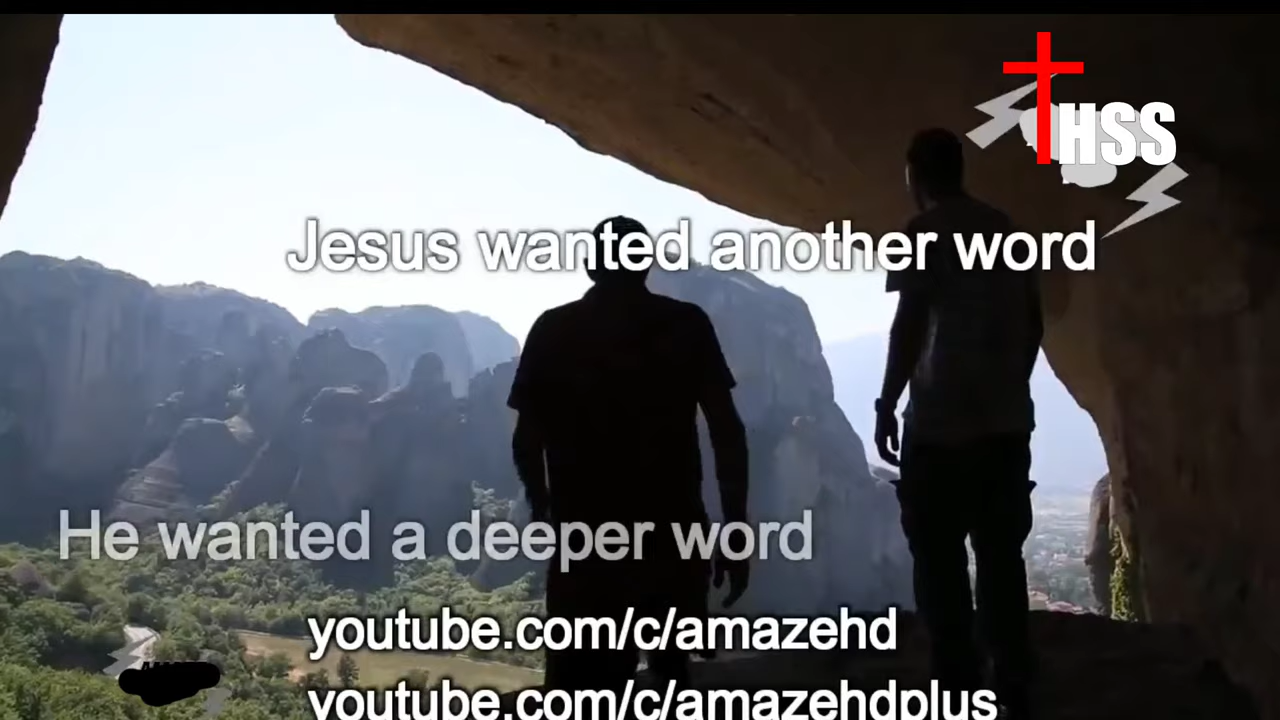 HSS
Jesus wanted another word
He wanted a deeper word
youtube.com/c/amazehd
youtube.com/c/amazehdplus